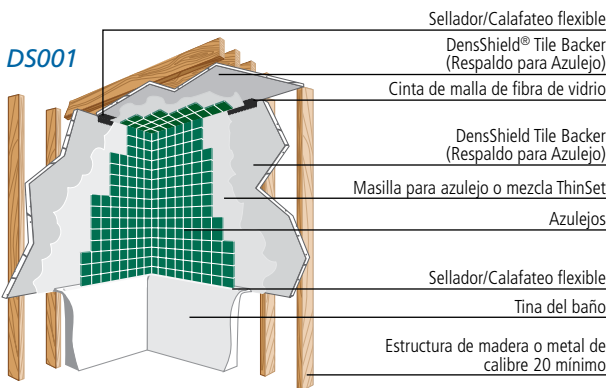 DS001
Sellador/Calafateo flexible
DensShield® Tile Backer
(Respaldo para Azulejo)
Cinta de malla de fibra de vidrio
DensShield Tile Backer
(Respaldo para Azulejo)
Masilla para azulejo o mezcla ThinSet
Azulejos
Sellador/Calafateo flexible
Tina del baño
Estructura de madera o metal de
calibre 20 mínimo